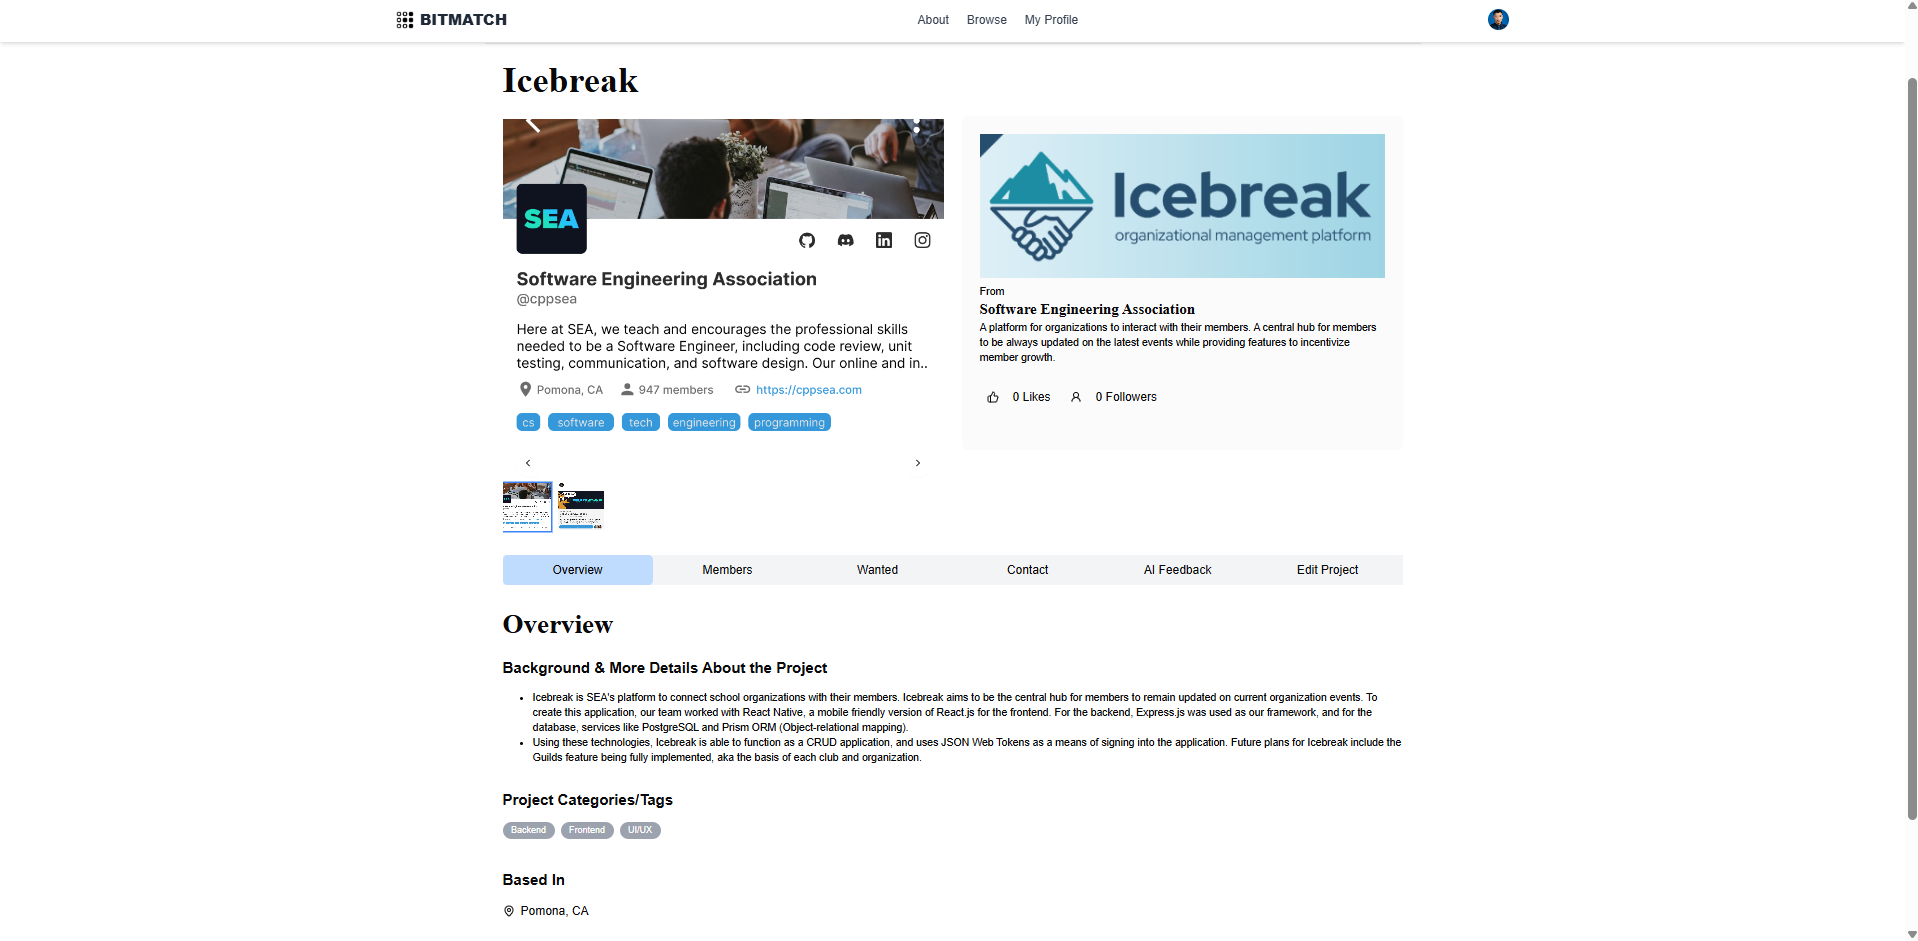 BITMATCH
About Browse My Profile
Icebreak
SEA
Software Engineering Association
@cppsea
Here at SEA, we teach and encourages the professional skills
needed to be a Software Engineer, including code review, unit
testing, communication, and software design. Our online and in..
Pomona, CA 947 members https://cppsea.com
cs software tech engineering programming
Icebreak
organizational management platform
From
Software Engineering Association
A platform for organizations to interact with their members. A central hub for members
to be always updated on the latest events while providing features to incentivize
member growth.
0 Likes 0 Followers
Overview Members Wanted Contact AI Feedback Edit Project
Overview
Background & More Details About the Project
Icebreak is SEA's platform to connect school organizations with their members. Icebreak aims to be the central hub for members to remain updated on current organization events. To
create this application, our team worked with React Native, a mobile friendly version of React.js for the frontend. For the backend, Express.js was used as our framework, and for the
database, services like PostgreSQL and Prism ORM (Object-relational mapping).
Using these technologies, Icebreak is able to function as a CRUD application, and uses JSON Web Tokens as a means of signing into the application. Future plans for Icebreak include the
Guilds feature being fully implemented, aka the basis of each club and organization.
Project Categories/Tags
Backend Frontend UI/UX
Based In
Pomona, CA